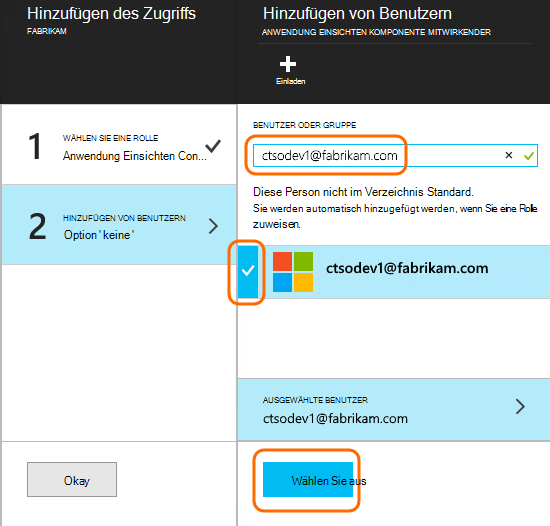 Hinzufügen des Zugriffs
FABRIKAM
1
WÄHLEN SIE EINE ROLLE
Anwendung Einsichten Con...
2
HINZUFÜGEN VON BENUTZERN
Option 'keine'
Okay
Hinzufügen von Benutzern
ANWENDUNG EINSICHTEN KOMPONENTE MITWIRKENDER
Einladen
BENUTZER ODER GRUPPE
ctsodev1@fabrikam.com
Diese Person nicht im Verzeichnis Standard.
Sie werden automatisch hinzugefügt werden, wenn Sie eine Rolle
zuweisen.
ctsodev1@fabrikam.com
AUSGEWÄHLTE BENUTZER
ctsodev1@fabrikam.com
Wählen Sie aus